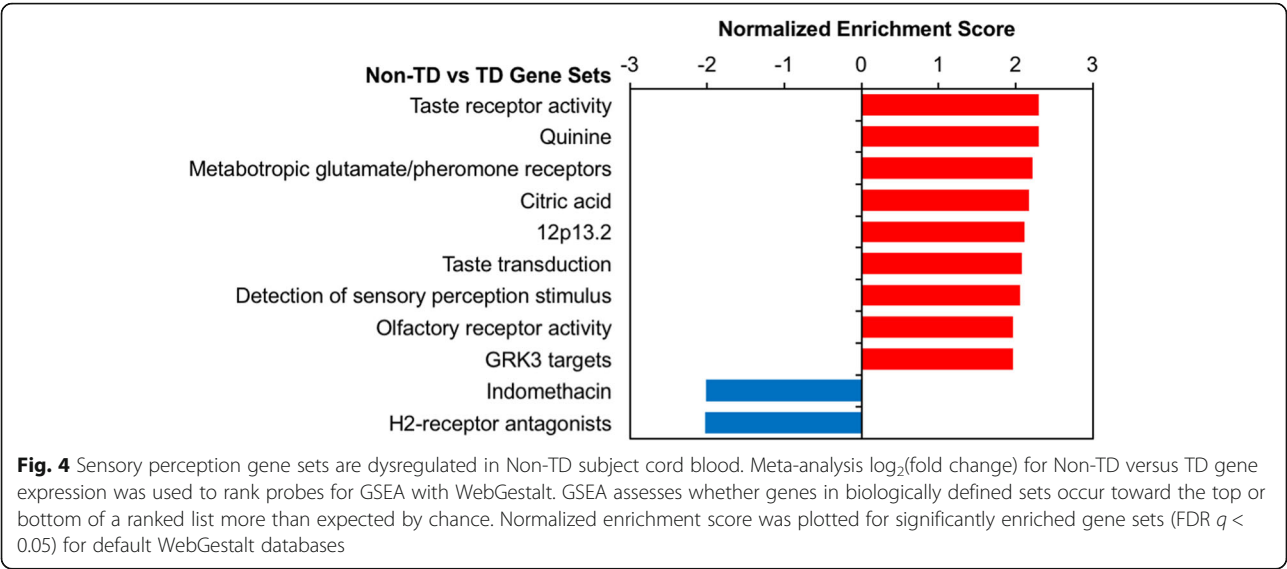 Normalized Enrichment Score
Non-TD vs TD Gene Sets
-3 -2 -1 0 1 2 3
Taste receptor activity
Quinine
Metabotropic glutamate/pheromone receptors
Citric acid
12p13.2
Taste transduction
Detection of sensory perception stimulus
Olfactory receptor activity
GRK3 targets
Indomethacin
H2-receptor antagonists
Fig. 4 Sensory perception gene sets are dysregulated in Non-TD subject cord blood. Meta-analysis log₂(fold change) for Non-TD versus TD gene
expression was used to rank probes for GSEA with WebGestalt. GSEA assesses whether genes in biologically defined sets occur toward the top or
bottom of a ranked list more than expected by chance. Normalized enrichment score was plotted for significantly enriched gene sets (FDR q <
0.05) for default WebGestalt databases